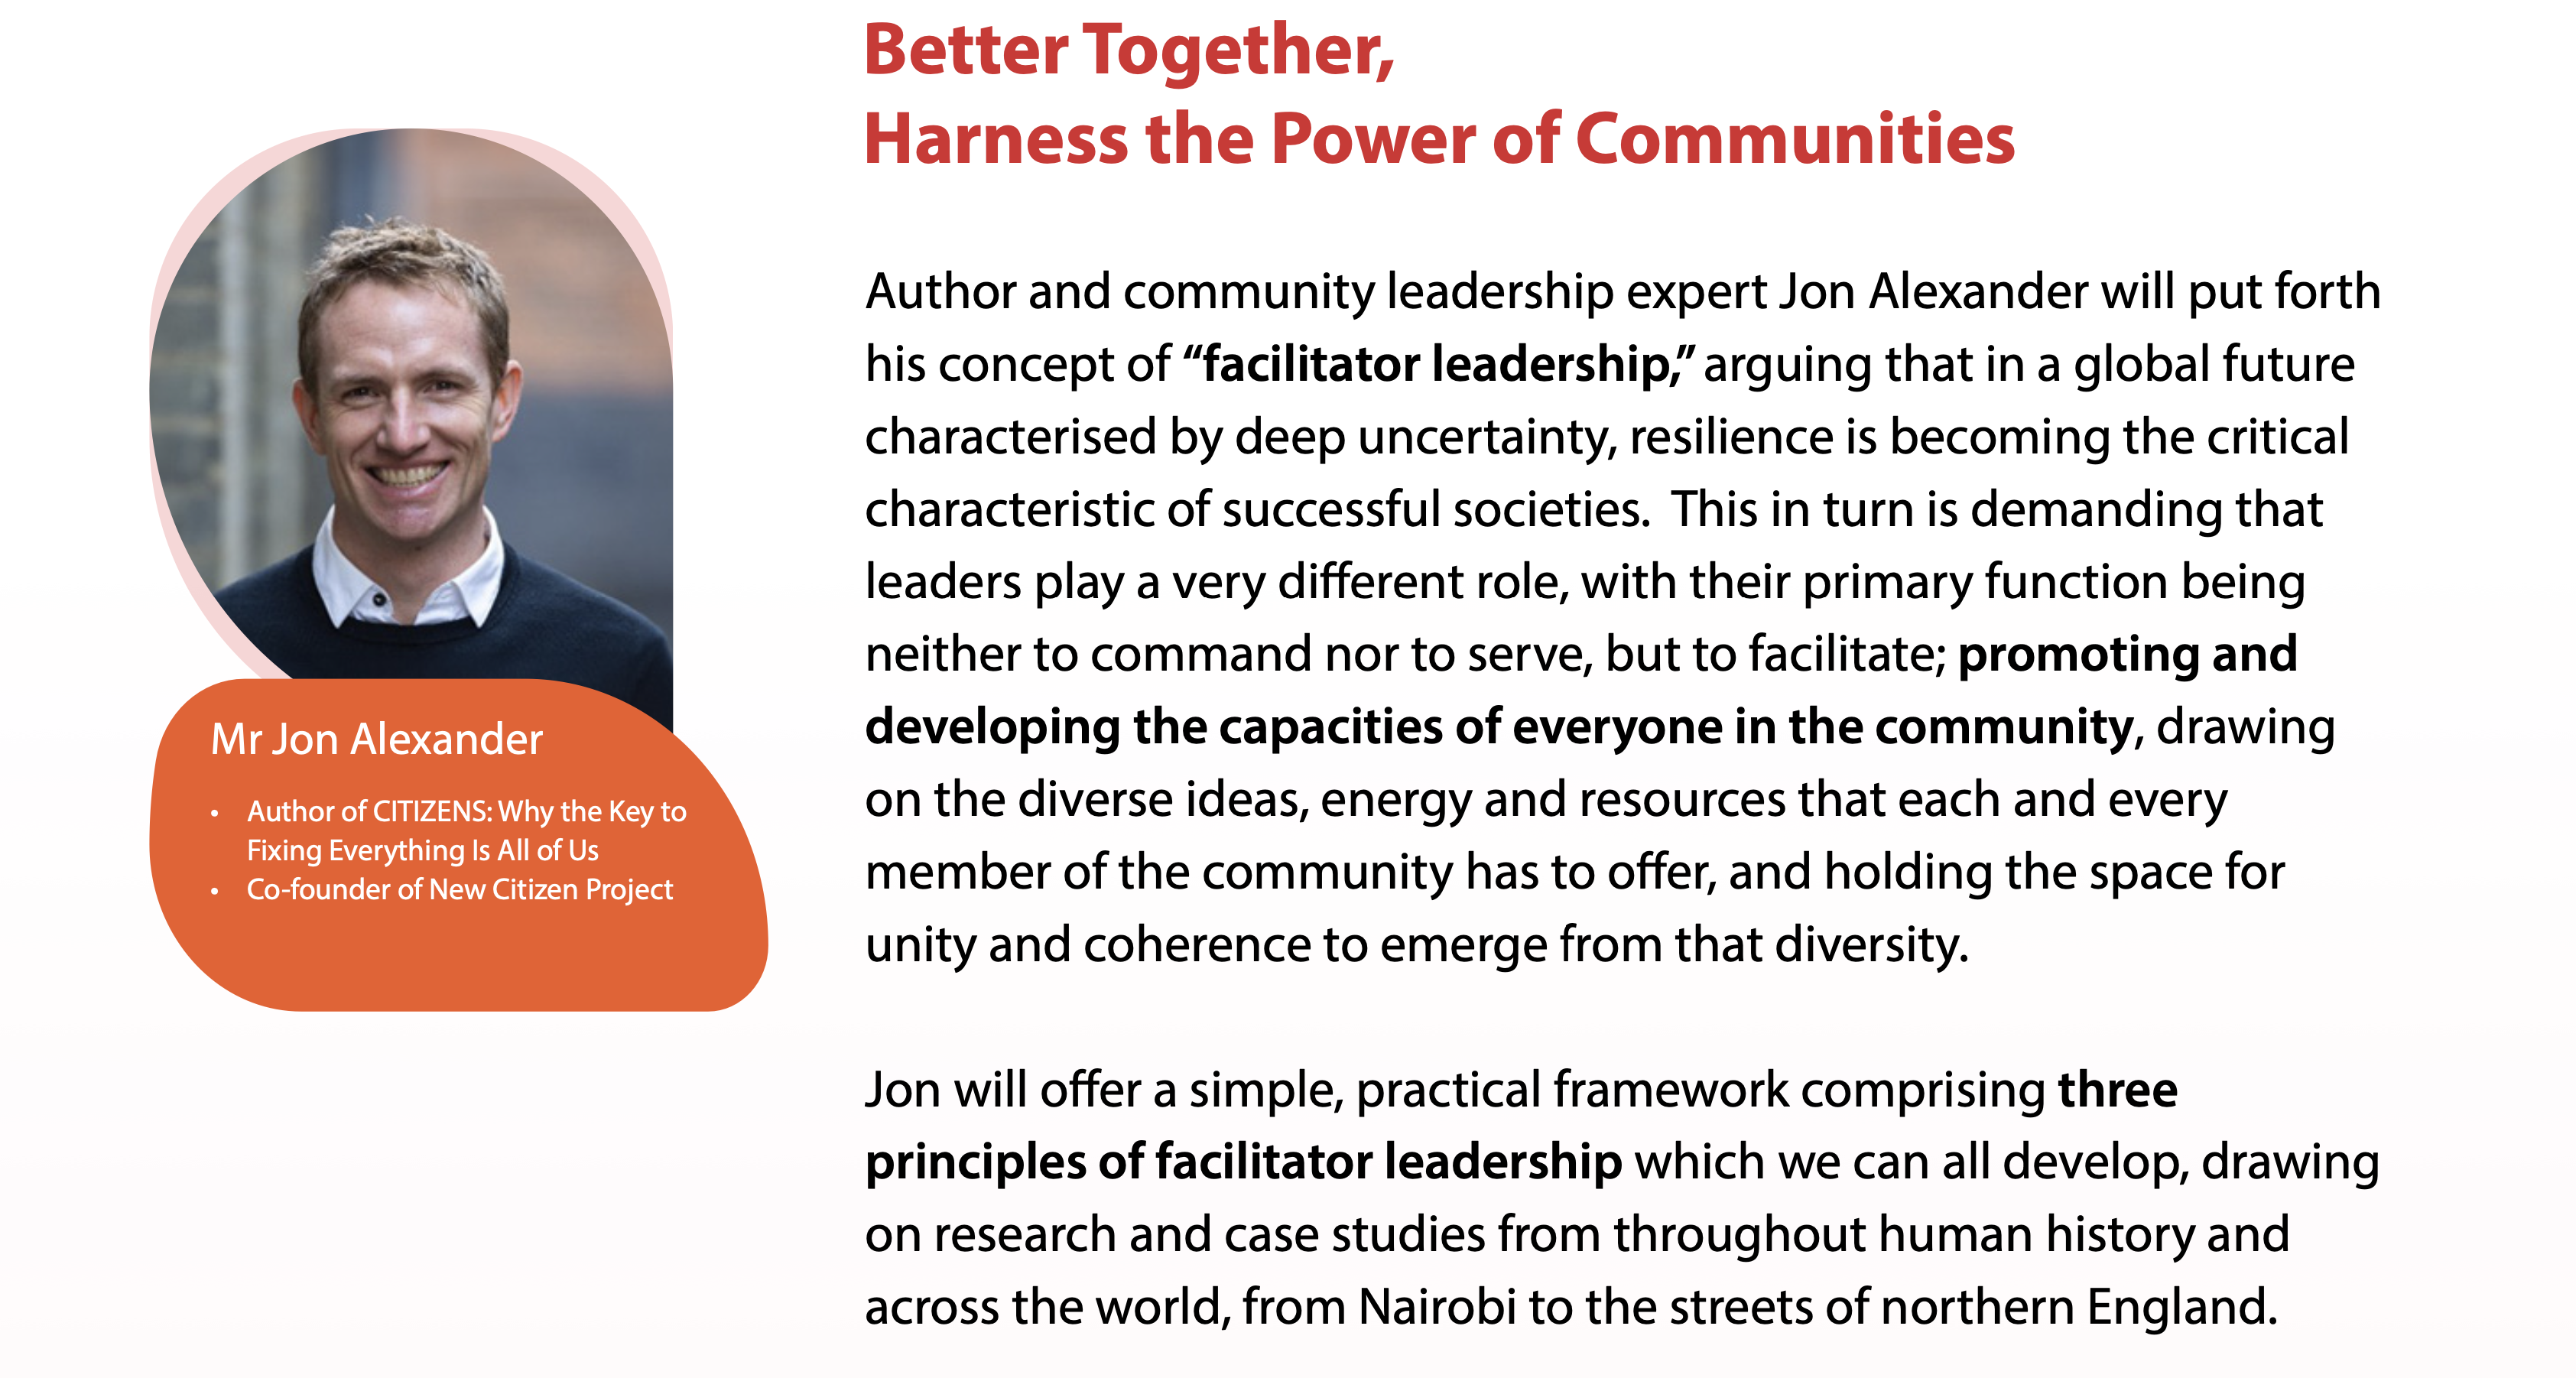 Better Together,
Harness the Power of Communities
Author and community leadership expert Jon Alexander will put forth
his concept of “facilitator leadership,” arguing that in a global future
characterised by deep uncertainty, resilience is becoming the critical
characteristic of successful societies.  This in turn is demanding that
leaders play a very different role, with their primary function being
neither to command nor to serve, but to facilitate; promoting and
developing the capacities of everyone in the community, drawing
on the diverse ideas, energy and resources that each and every
member of the community has to offer, and holding the space for
unity and coherence to emerge from that diversity.
Jon will offer a simple, practical framework comprising three
principles of facilitator leadership which we can all develop, drawing
on research and case studies from throughout human history and
across the world, from Nairobi to the streets of northern England.
Mr Jon Alexander
• Author of CITIZENS: Why the Key to
Fixing Everything Is All of Us
• Co-founder of New Citizen Project